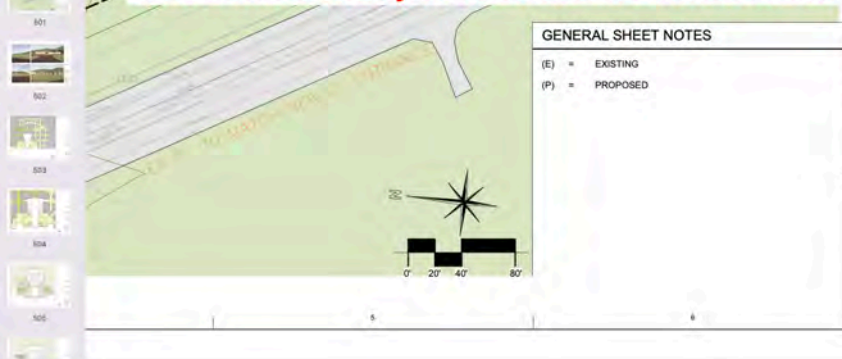 501
GENERAL SHEET NOTES
(E) = EXISTING
502
(P) = PROPOSED
503
504
N
0' 20' 40' 80'
505
5 6